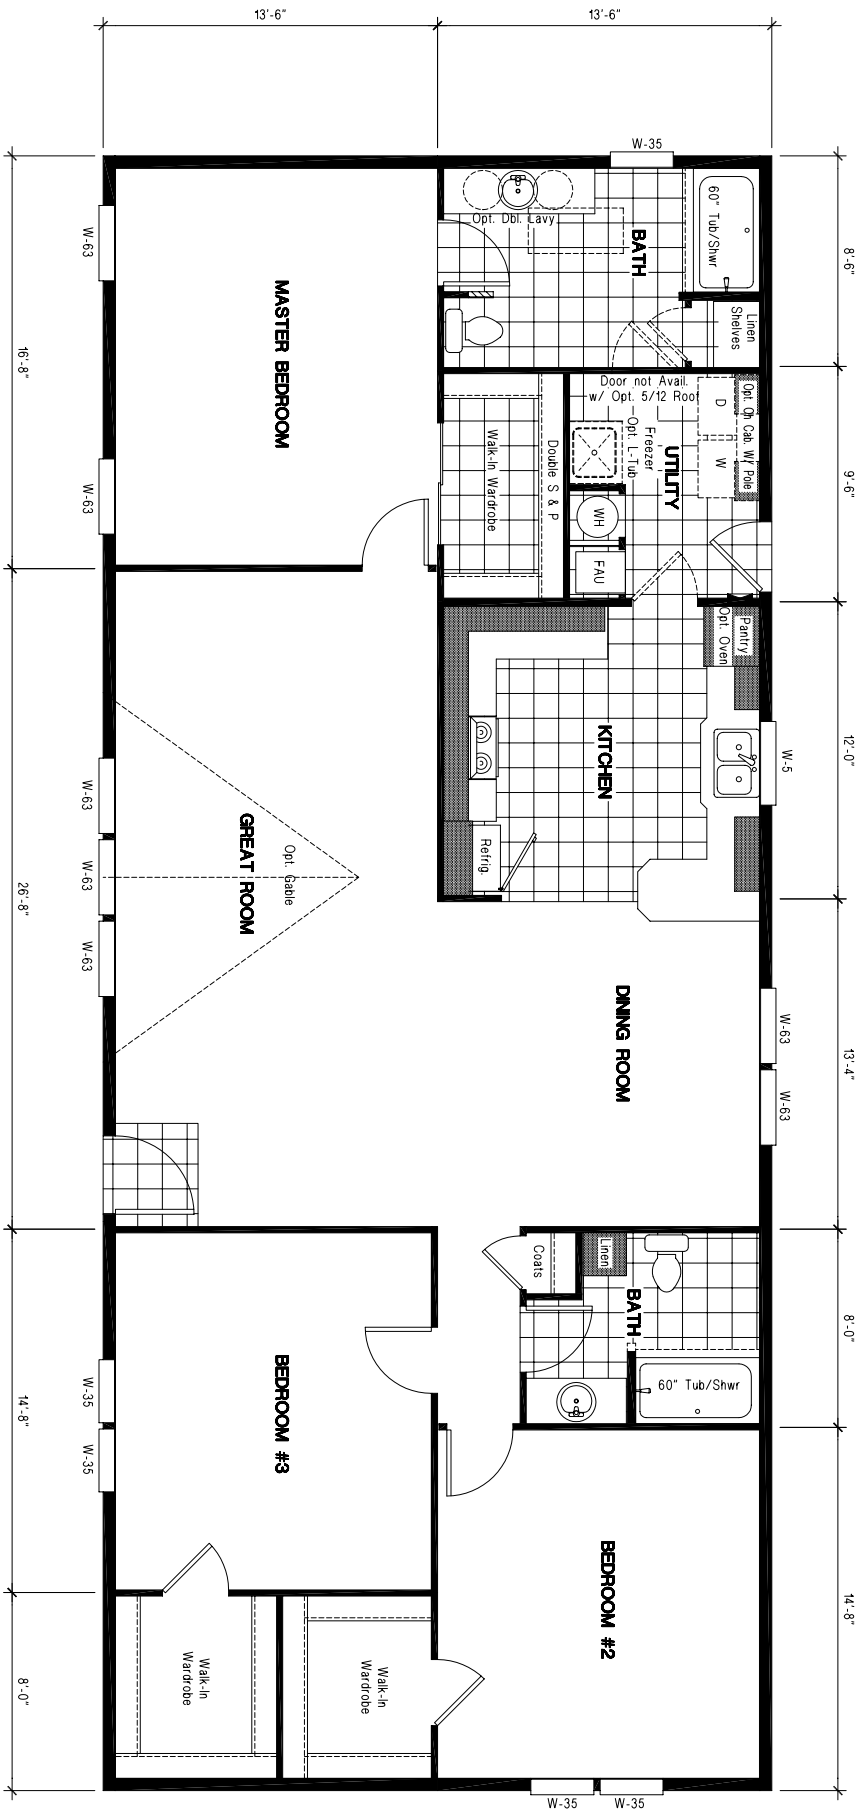 13'-6"
13'-6"
W-35
W-63
MASTER BEDROOM
16'-8"
W-63
Opt. Dbl. Lavy.
BATH
60" Tub/Shwr
8'-6"
Linen
Shelves
Door not Avail.
w/ Opt. 5/12 Roof
Opt. Oh Cab. W/ Pole
D
W
Freezer
Opt. L-Tub
UTILITY
9'-6"
Double S & P
Walk-In Wardrobe
WH
FAU
Pantry
Opt. Oven
KITCHEN
W-5
12'-0"
Refrig.
W-63
W-63
W-63
GREAT ROOM
Opt. Gable
26'-8"
DINING ROOM
W-63
W-63
13'-4"
Coats
Linen
BATH
60" Tub/Shwr
8'-0"
W-35
W-35
BEDROOM #3
14'-8"
BEDROOM #2
14'-8"
Walk-In
Wardrobe
Walk-In
Wardrobe
8'-0"
W-35
W-35